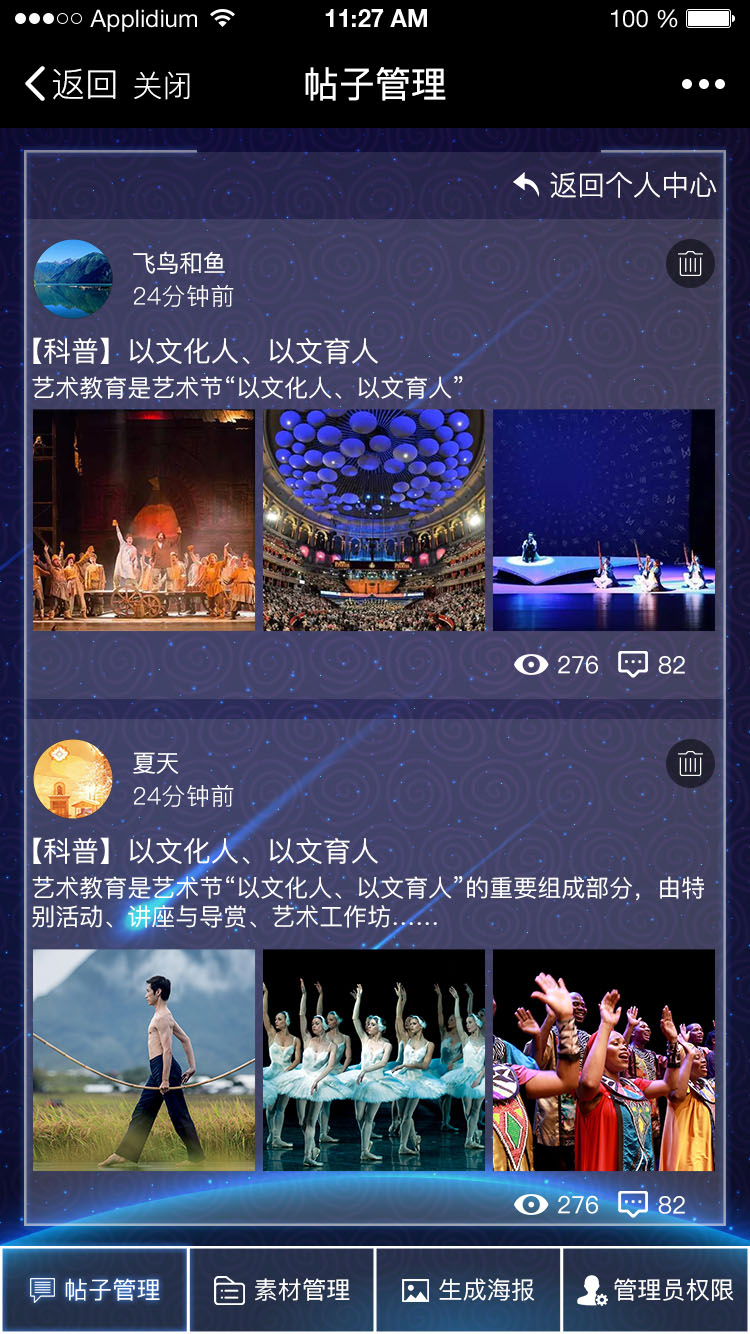 Applidium 11:27 AM 100 %
返回 关闭 帖子管理
返回个人中心
飞鸟和鱼
24分钟前
【科普】以文化人、以文育人
艺术教育是艺术节“以文化人、以文育人”
276 82
夏天
24分钟前
【科普】以文化人、以文育人
艺术教育是艺术节“以文化人、以文育人”的重要组成部分，由特
别活动、讲座与导赏、艺术工作坊……
276 82
帖子管理 素材管理 生成海报 管理员权限